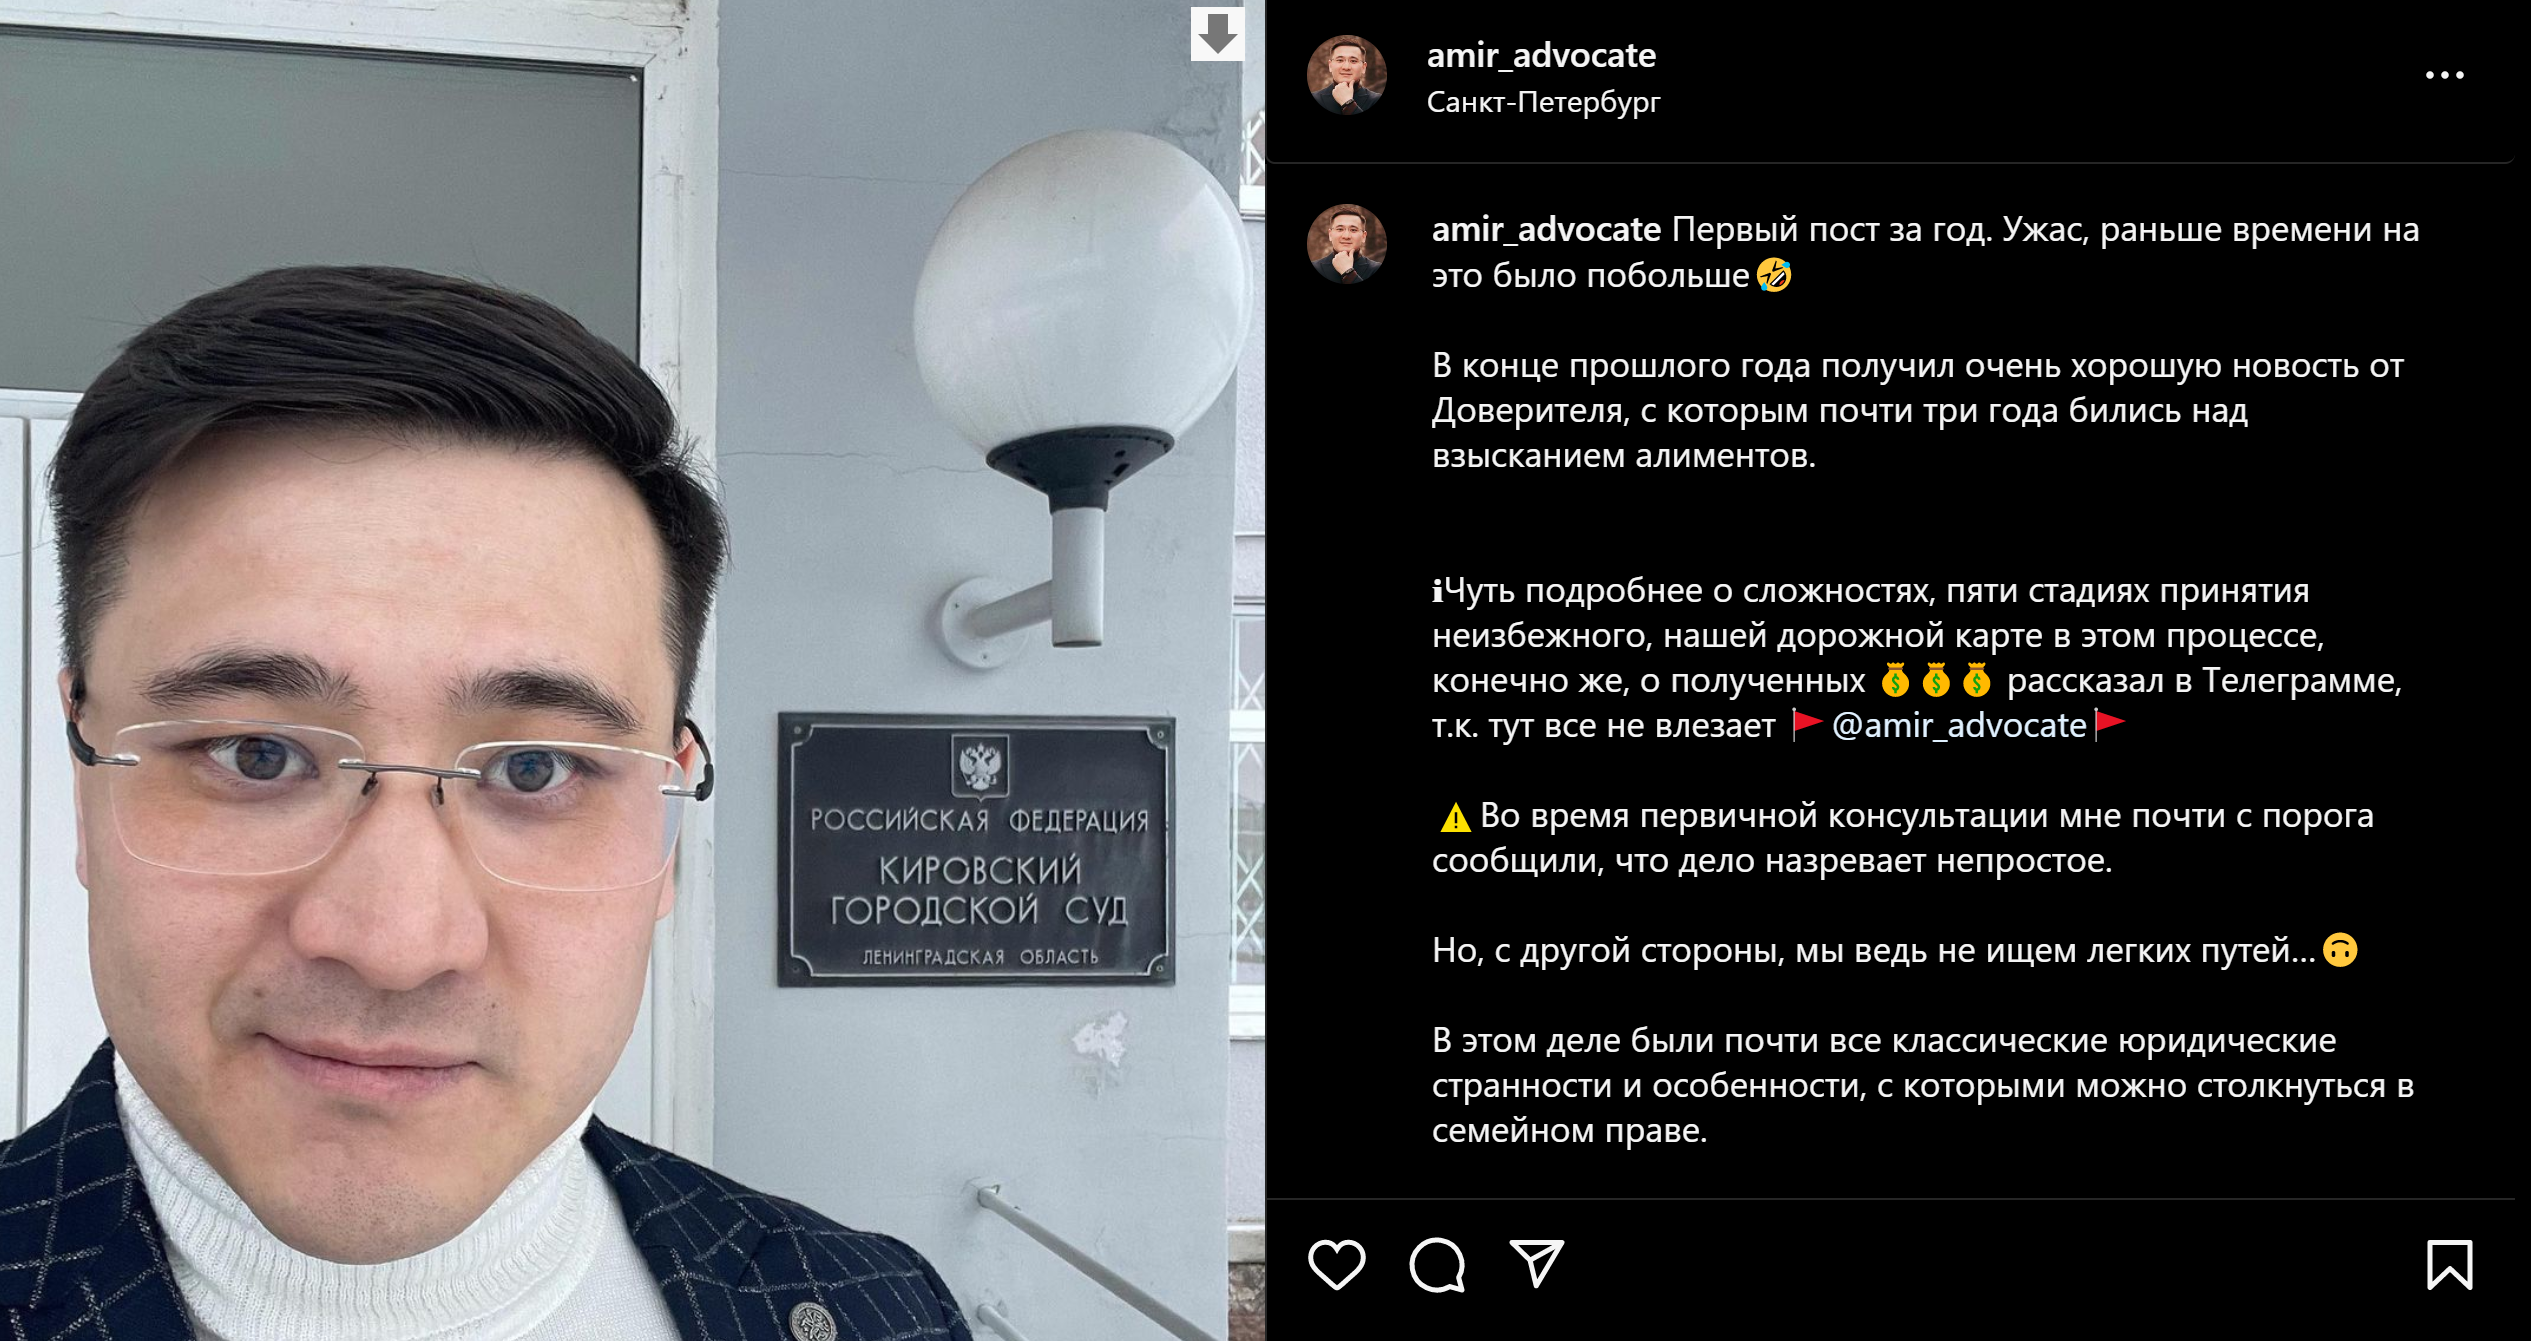 РОССИЙСКАЯ ФЕДЕРАЦИЯ
КИРОВСКИЙ
ГОРОДСКОЙ СУД
ЛЕНИНГРАДСКАЯ ОБЛАСТЬ
amir_advocate
Санкт-Петербург
amir_advocate Первый пост за год. Ужас, раньше времени на
это было побольше🤣
В конце прошлого года получил очень хорошую новость от
Доверителя, с которым почти три года бились над
взысканием алиментов.
ℹЧуть подробнее о сложностях, пяти стадиях принятия
неизбежного, нашей дорожной карте в этом процессе,
конечно же, о полученных 💰💰💰 рассказал в Телеграмме,
т.к. тут все не влезает 🚩@amir_advocate🚩
⚠Во время первичной консультации мне почти с порога
сообщили, что дело назревает непростое.
Но, с другой стороны, мы ведь не ищем легких путей...🙃
В этом деле были почти все классические юридические
странности и особенности, с которыми можно столкнуться в
семейном праве.